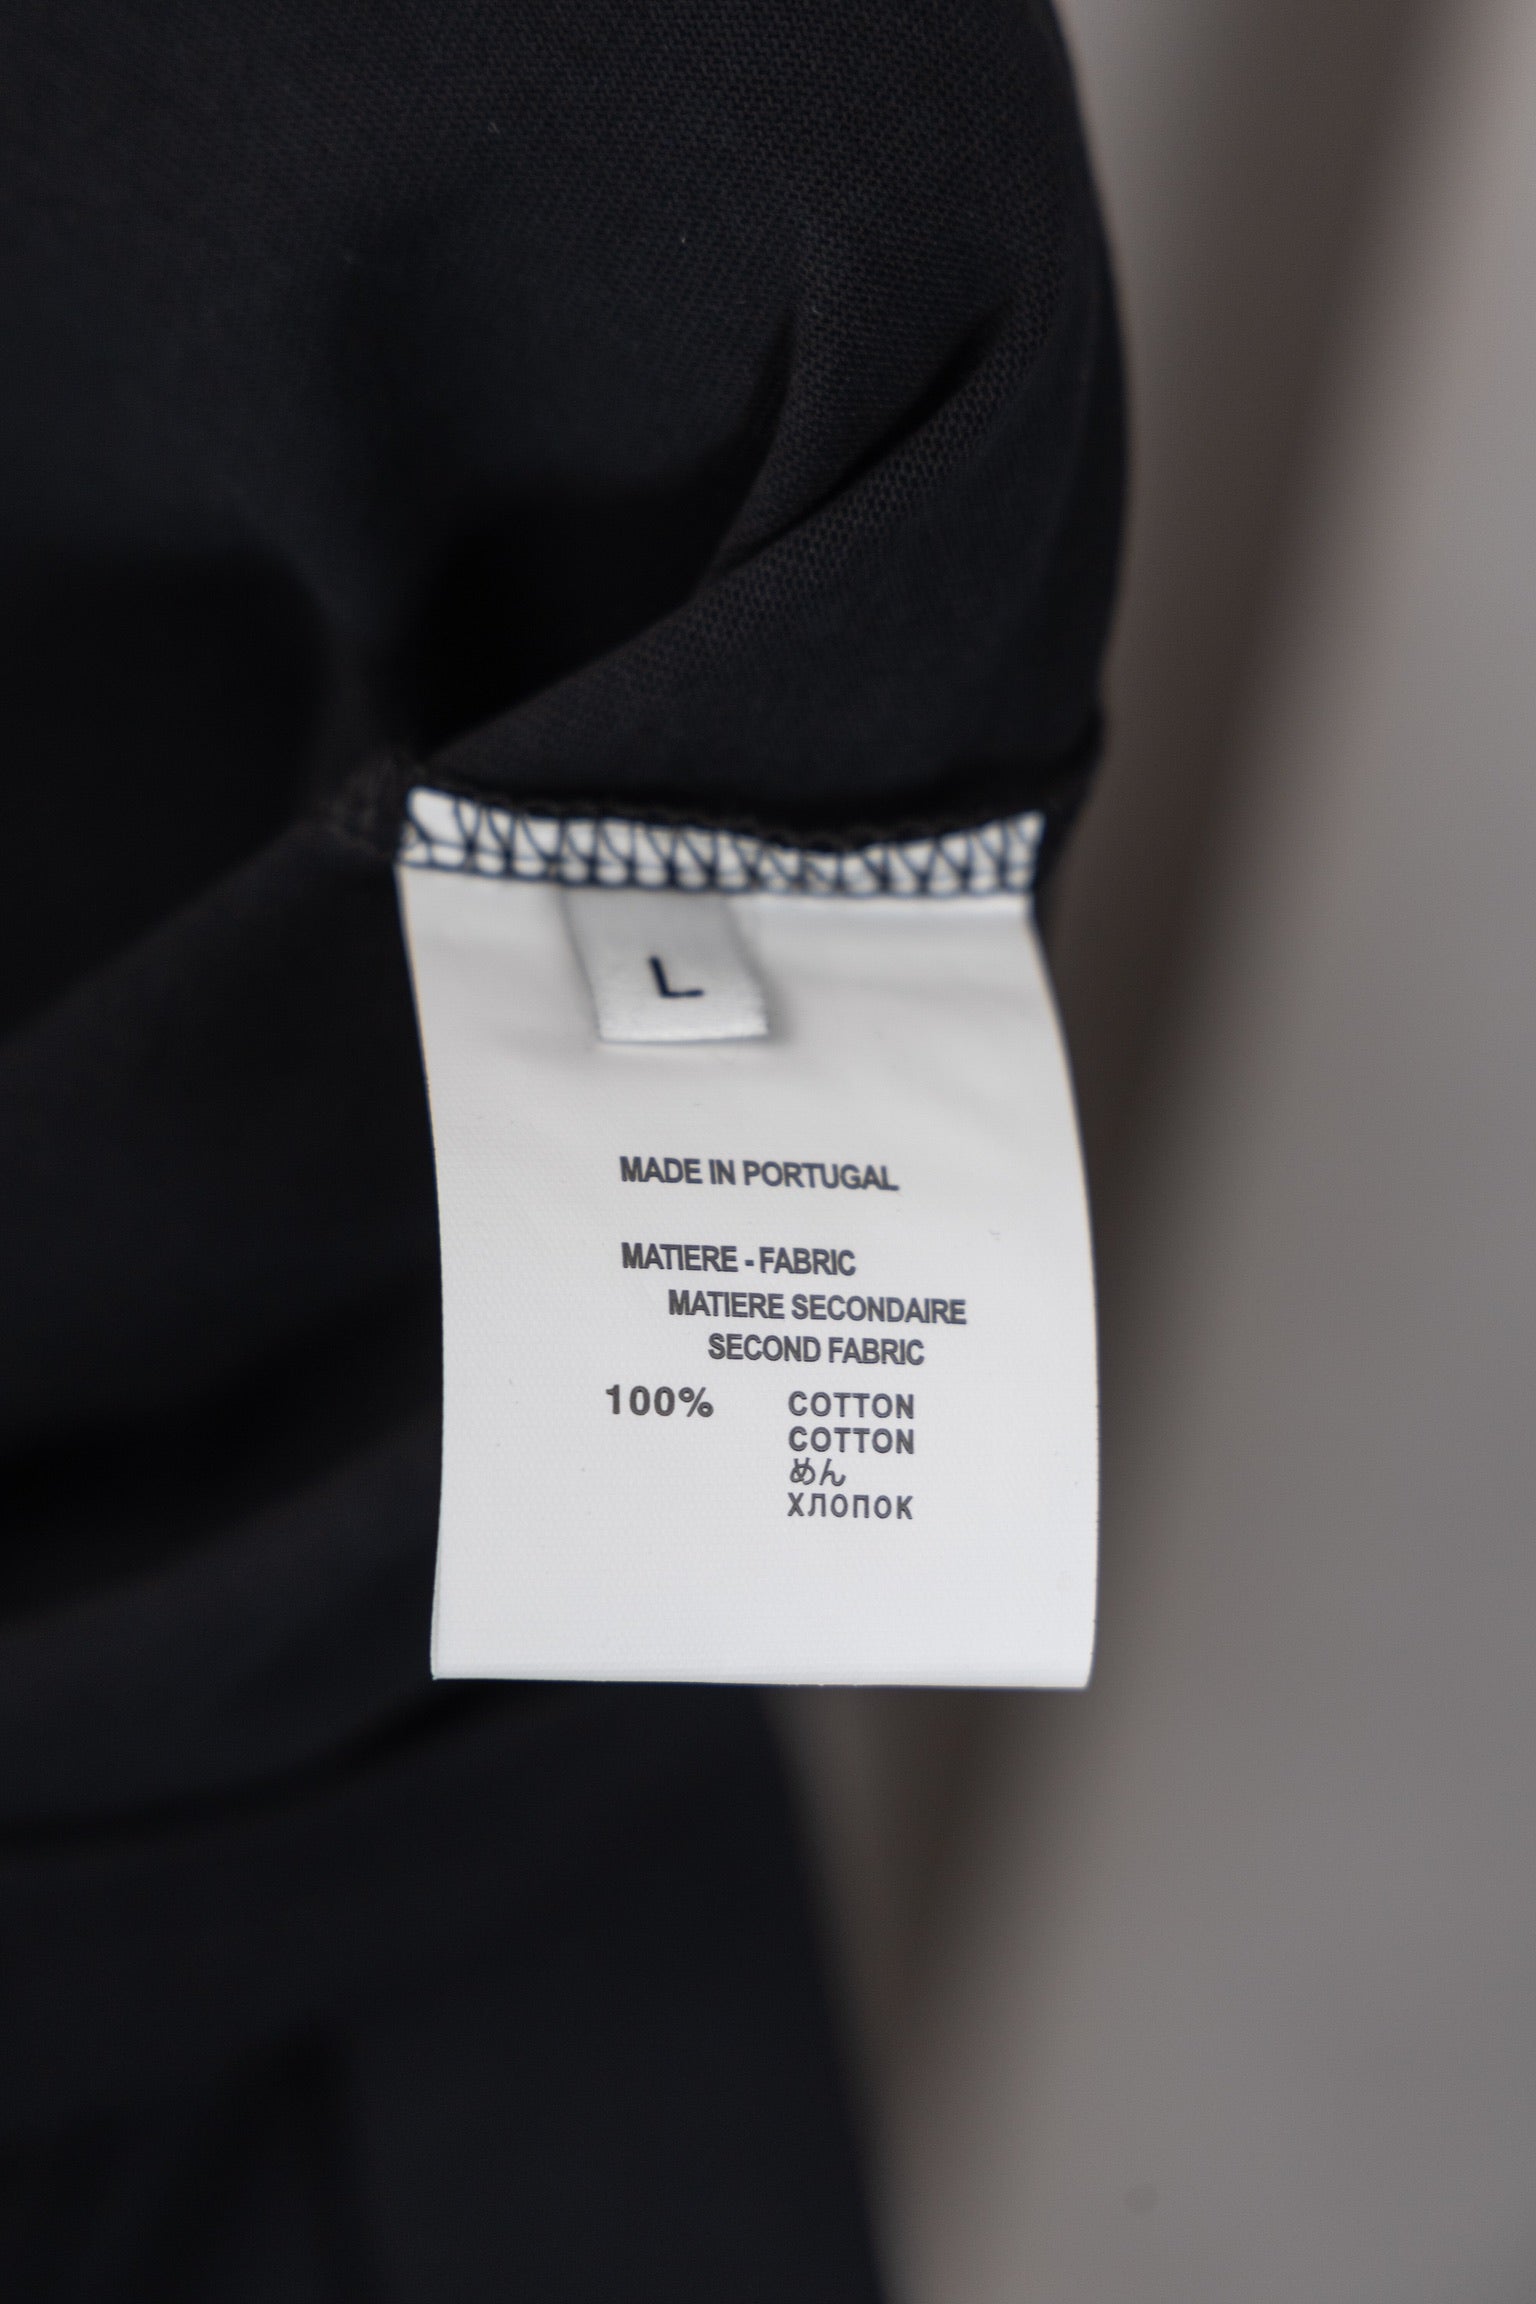 L
MADE IN PORTUGAL
MATIERE - FABRIC
MATIERE SECONDAIRE
SECOND FABRIC
100% COTTON
COTTON
めん
ХЛОПОК